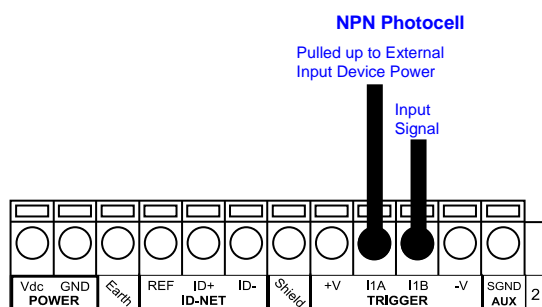 NPN Photocell
Pulled up to External
Input Device Power
Input
Signal
Vdc GND Earth REF ID+ ID- Shield +V I1A I1B -V SGND 2
POWER ID-NET TRIGGER AUX